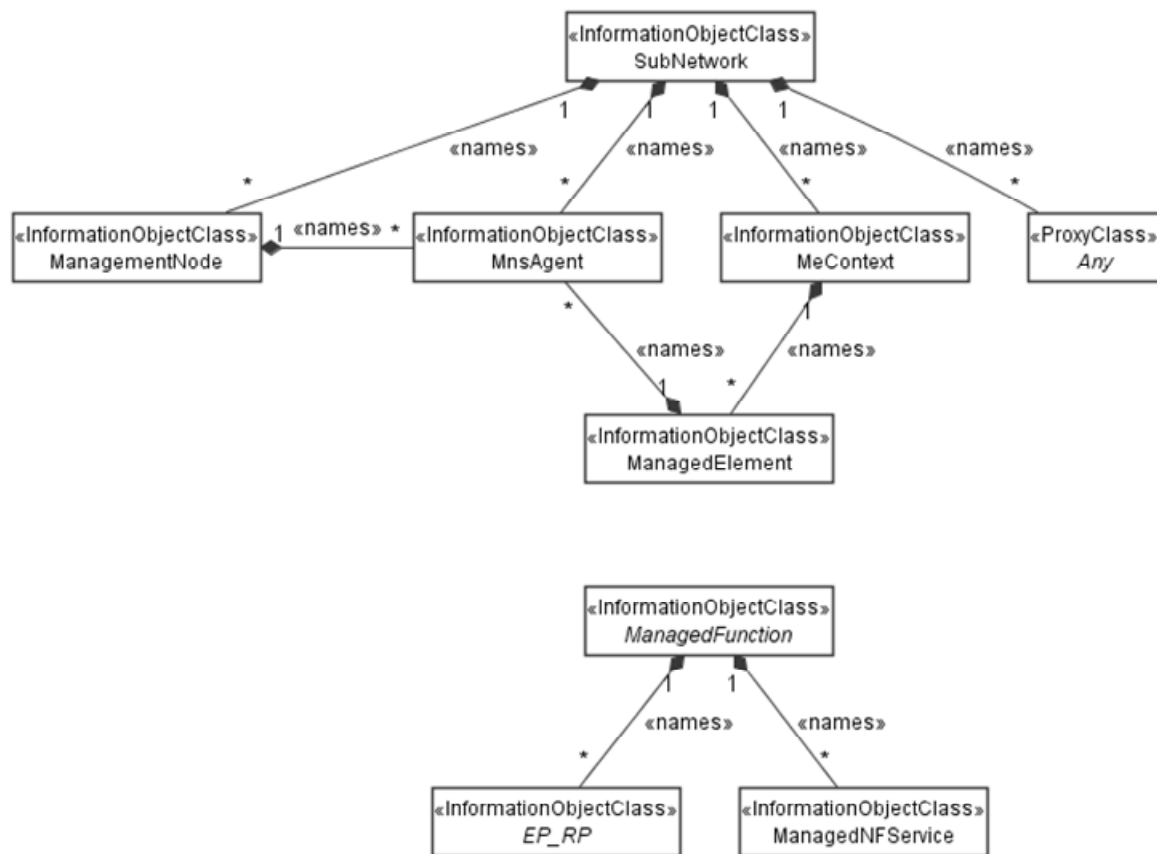 «InformationObjectClass»
SubNetwork
1 1 1 1
«names» «names» «names» «names»
* * * *
«InformationObjectClass»
ManagementNode
1 «names» *
«InformationObjectClass»
MnsAgent
«InformationObjectClass»
MeContext
«ProxyClass»
Any
* 1
«names» «names»
1 *
«InformationObjectClass»
ManagedElement
«InformationObjectClass»
ManagedFunction
1 1
«names» «names»
* *
«InformationObjectClass»
EP_RP
«InformationObjectClass»
ManagedNFService